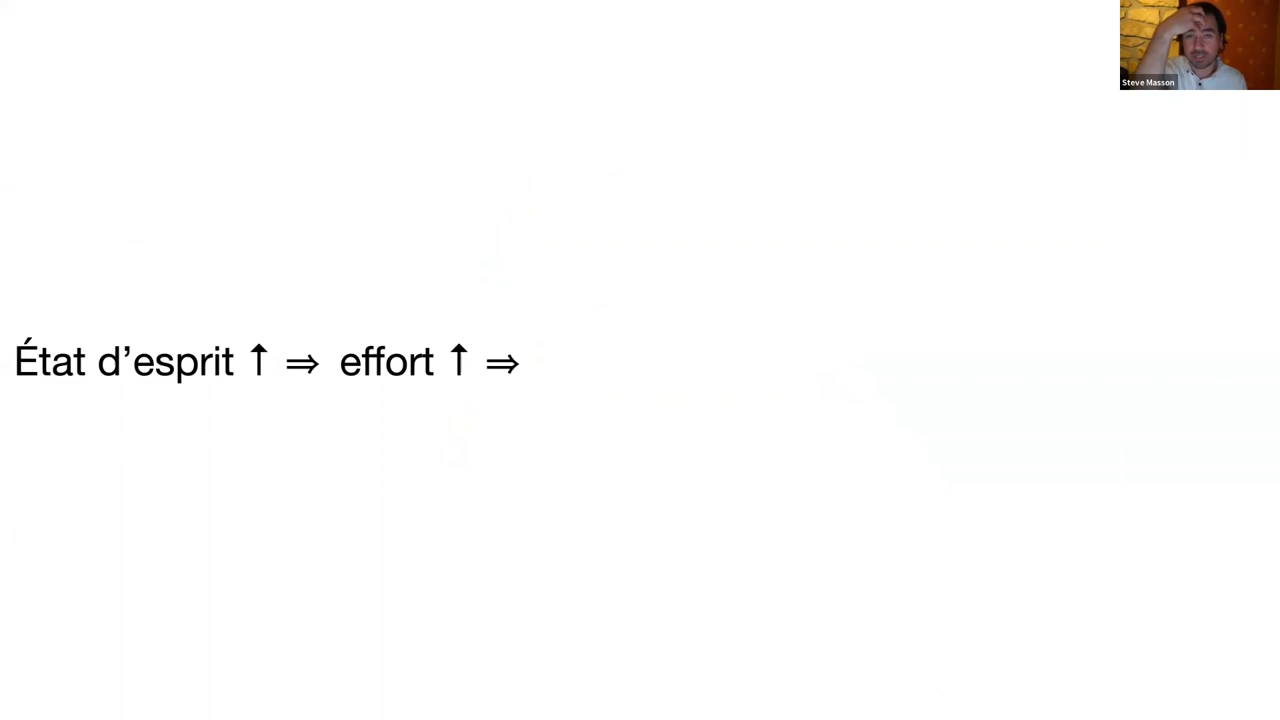 Steve Masson
État d’esprit ↑ ⇒ effort ↑ ⇒